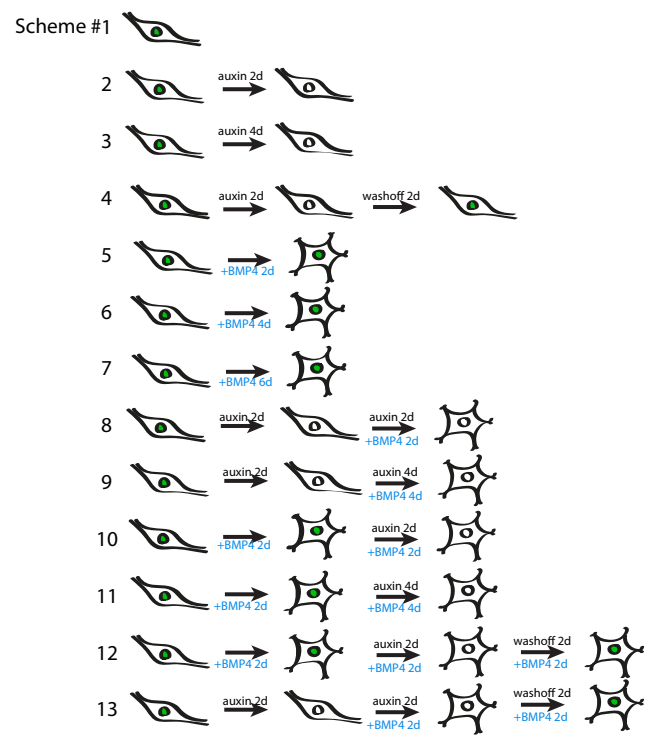 Scheme #1
2 auxin 2d
3 auxin 4d
4 auxin 2d washoff 2d
5 +BMP4 2d
6 +BMP4 4d
7 +BMP4 6d
8 auxin 2d auxin 2d
+BMP4 2d
9 auxin 2d auxin 4d
+BMP4 4d
10 auxin 2d
+BMP4 2d +BMP4 2d
11 auxin 4d
+BMP4 2d +BMP4 4d
12 auxin 2d washoff 2d
+BMP4 2d +BMP4 2d +BMP4 2d
13 auxin 2d auxin 2d washoff 2d
+BMP4 2d +BMP4 2d